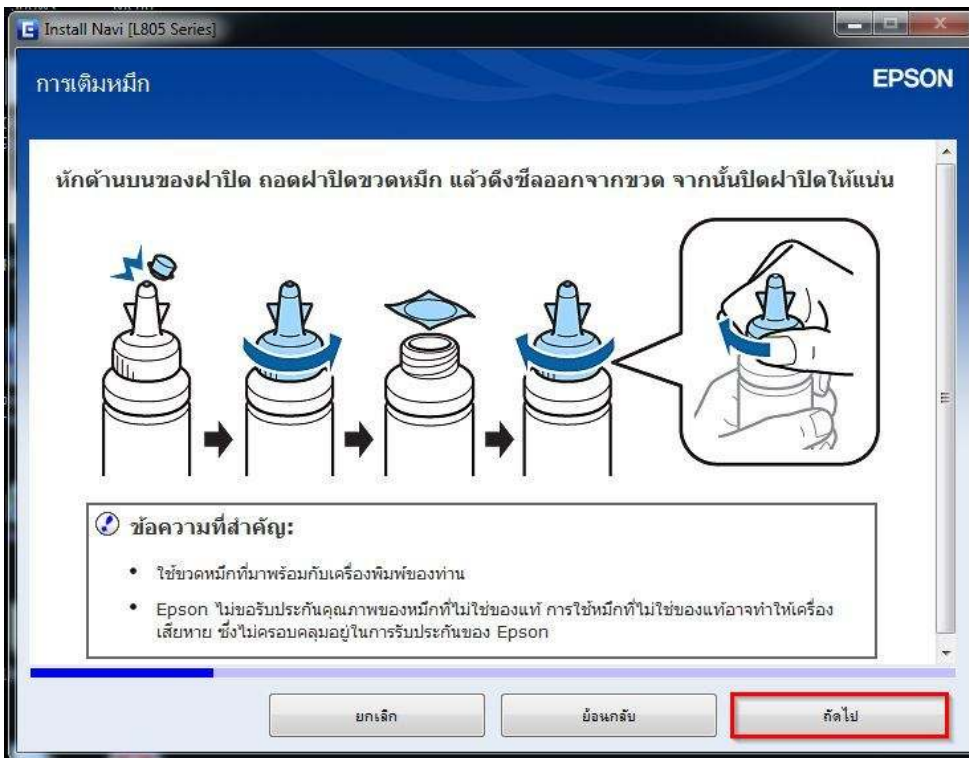 Install Navi [L805 Series]
การเติมหมึก
EPSON
หักด้านบนของฝาปิด ถอดฝาปิดขวดหมึก แล้วดึงซีลออกจากขวด จากนั้นปิดฝาปิดให้แน่น
ข้อความที่สำคัญ:
• ใช้ขวดหมึกที่มาพร้อมกับเครื่องพิมพ์ของท่าน
• Epson ไม่ขอรับประกันคุณภาพของหมึกที่ไม่ใช่ของแท้ การใช้หมึกที่ไม่ใช่ของแท้อาจทำให้เครื่อง
เสียหาย ซึ่งไม่ครอบคลุมอยู่ในการรับประกันของ Epson
ยกเลิก
ย้อนกลับ
ถัดไป